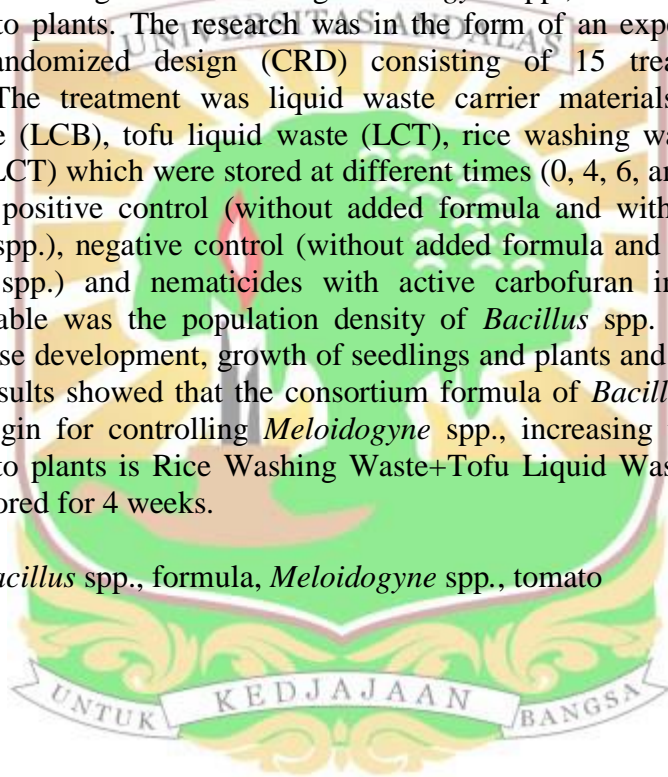 spp.,
UNIVERSITAS ANDALAS
to plants. The research was in the form of an expe
andomized design (CRD) consisting of 15 trea
The treatment was liquid waste carrier materials
e (LCB), tofu liquid waste (LCT), rice washing wa
LCT) which were stored at different times (0, 4, 6, an
positive control (without added formula and with
spp.), negative control (without added formula and
spp.) and nematicides with active carbofuran in
able was the population density of Bacillus spp.
se development, growth of seedlings and plants and
sults showed that the consortium formula of Bacill
gin for controlling Meloidogyne spp., increasing
to plants is Rice Washing Waste+Tofu Liquid Was
ored for 4 weeks.
acillus spp., formula, Meloidogyne spp., tomato
UNTUK KEDJAJAAN BANGSA